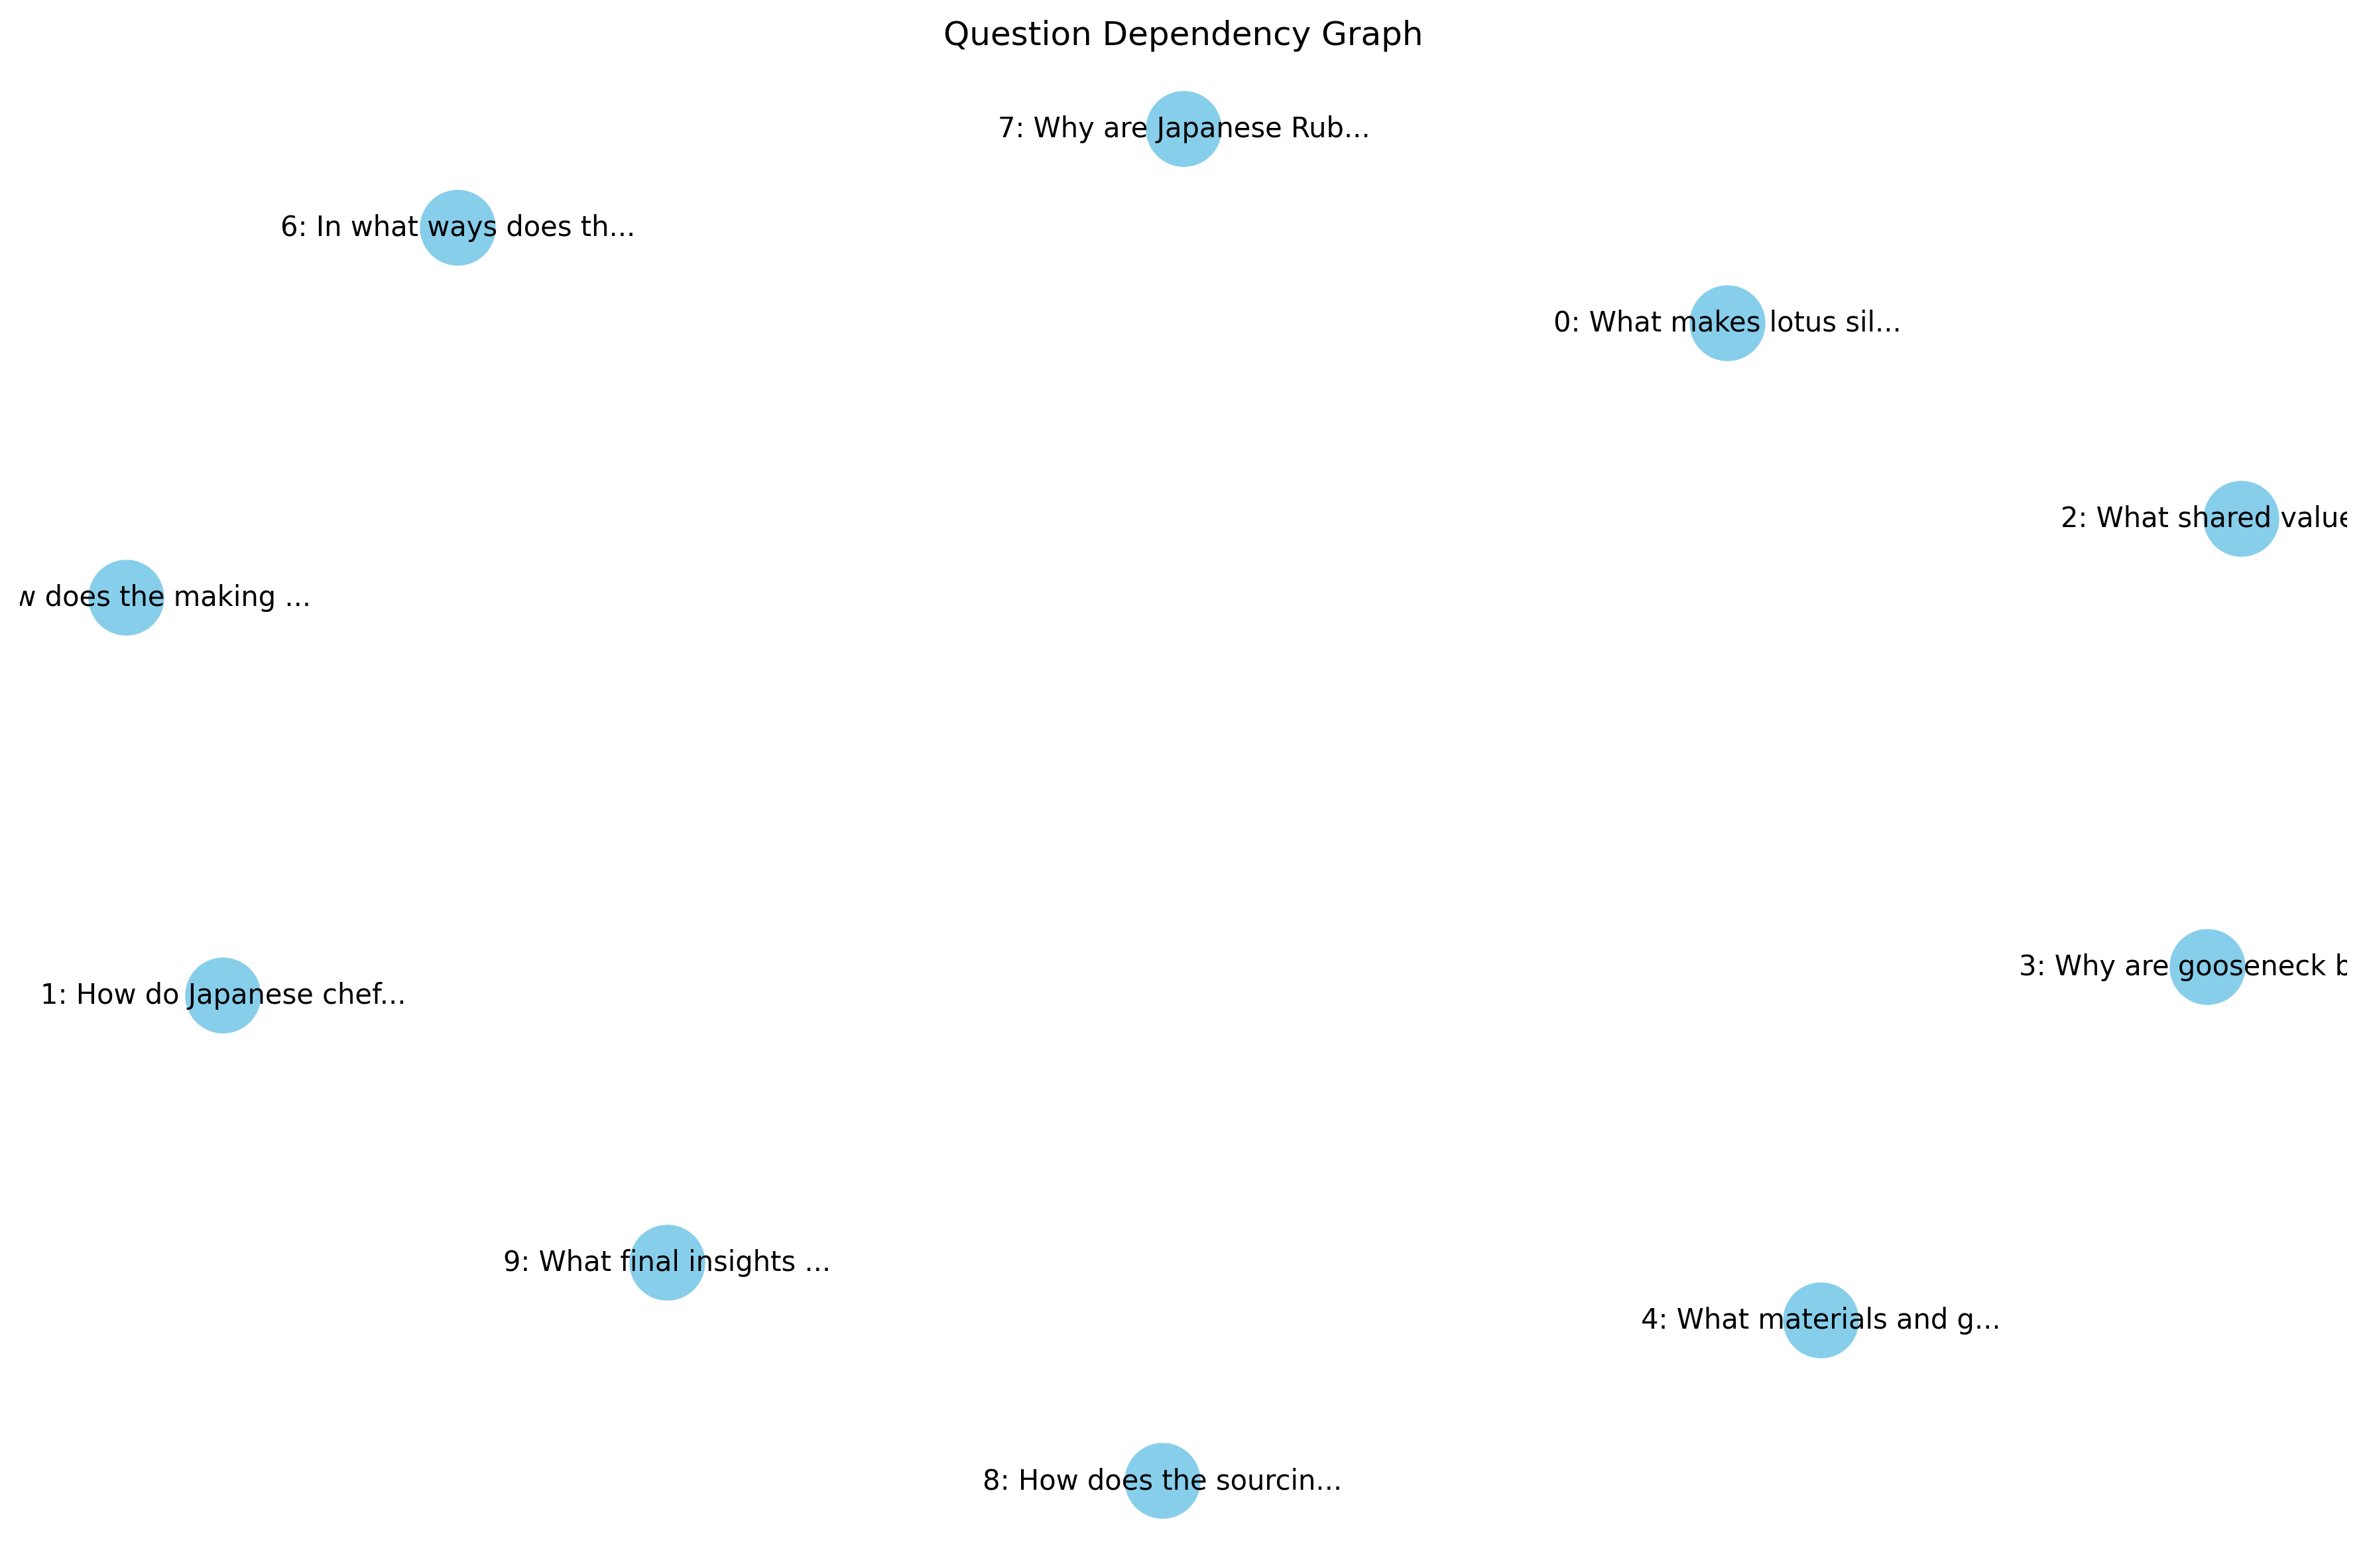 Question Dependency Graph
7: Why are Japanese Rub...
6: In what ways does th...
0: What makes lotus sil...
2: What shared value
w does the making ...
3: Why are gooseneck b
1: How do Japanese chef...
9: What final insights ...
4: What materials and g...
8: How does the sourcin...